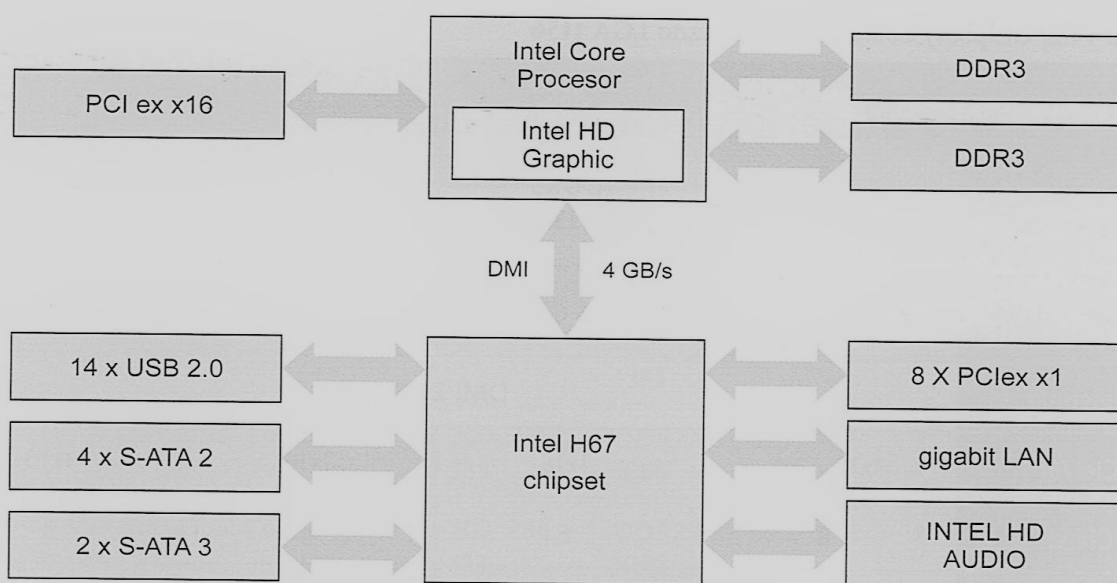 Intel Core
Procesor
DDR3
PCI ex x16
Intel HD
Graphic
DDR3
DMI 4 GB/s
14 x USB 2.0
8 X PCIex x1
4 x S-ATA 2
Intel H67
chipset
gigabit LAN
2 x S-ATA 3
INTEL HD
AUDIO